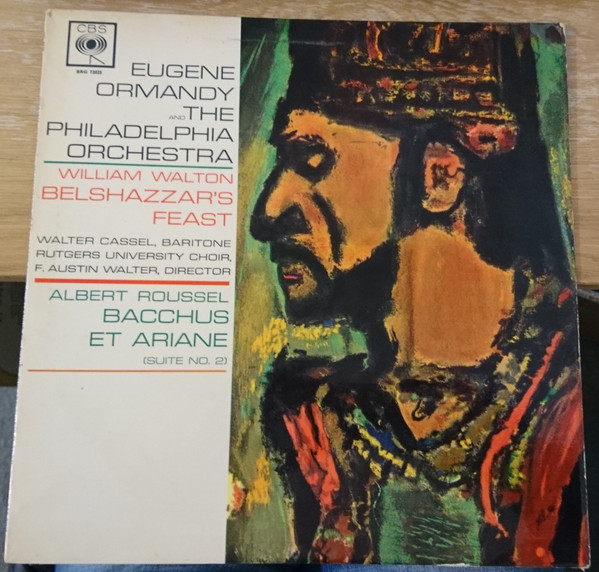 CBS
EUGENE
ORMANDY
AND THE
PHILADELPHIA
ORCHESTRA
WILLIAM WALTON
BELSHAZZAR'S
FEAST
WALTER CASSEL, BARITONE
RUTGERS UNIVERSITY CHOIR,
F. AUSTIN WALTER, DIRECTOR
ALBERT ROUSSEL
BACCHUS
ET ARIANE
(SUITE NO. 2)